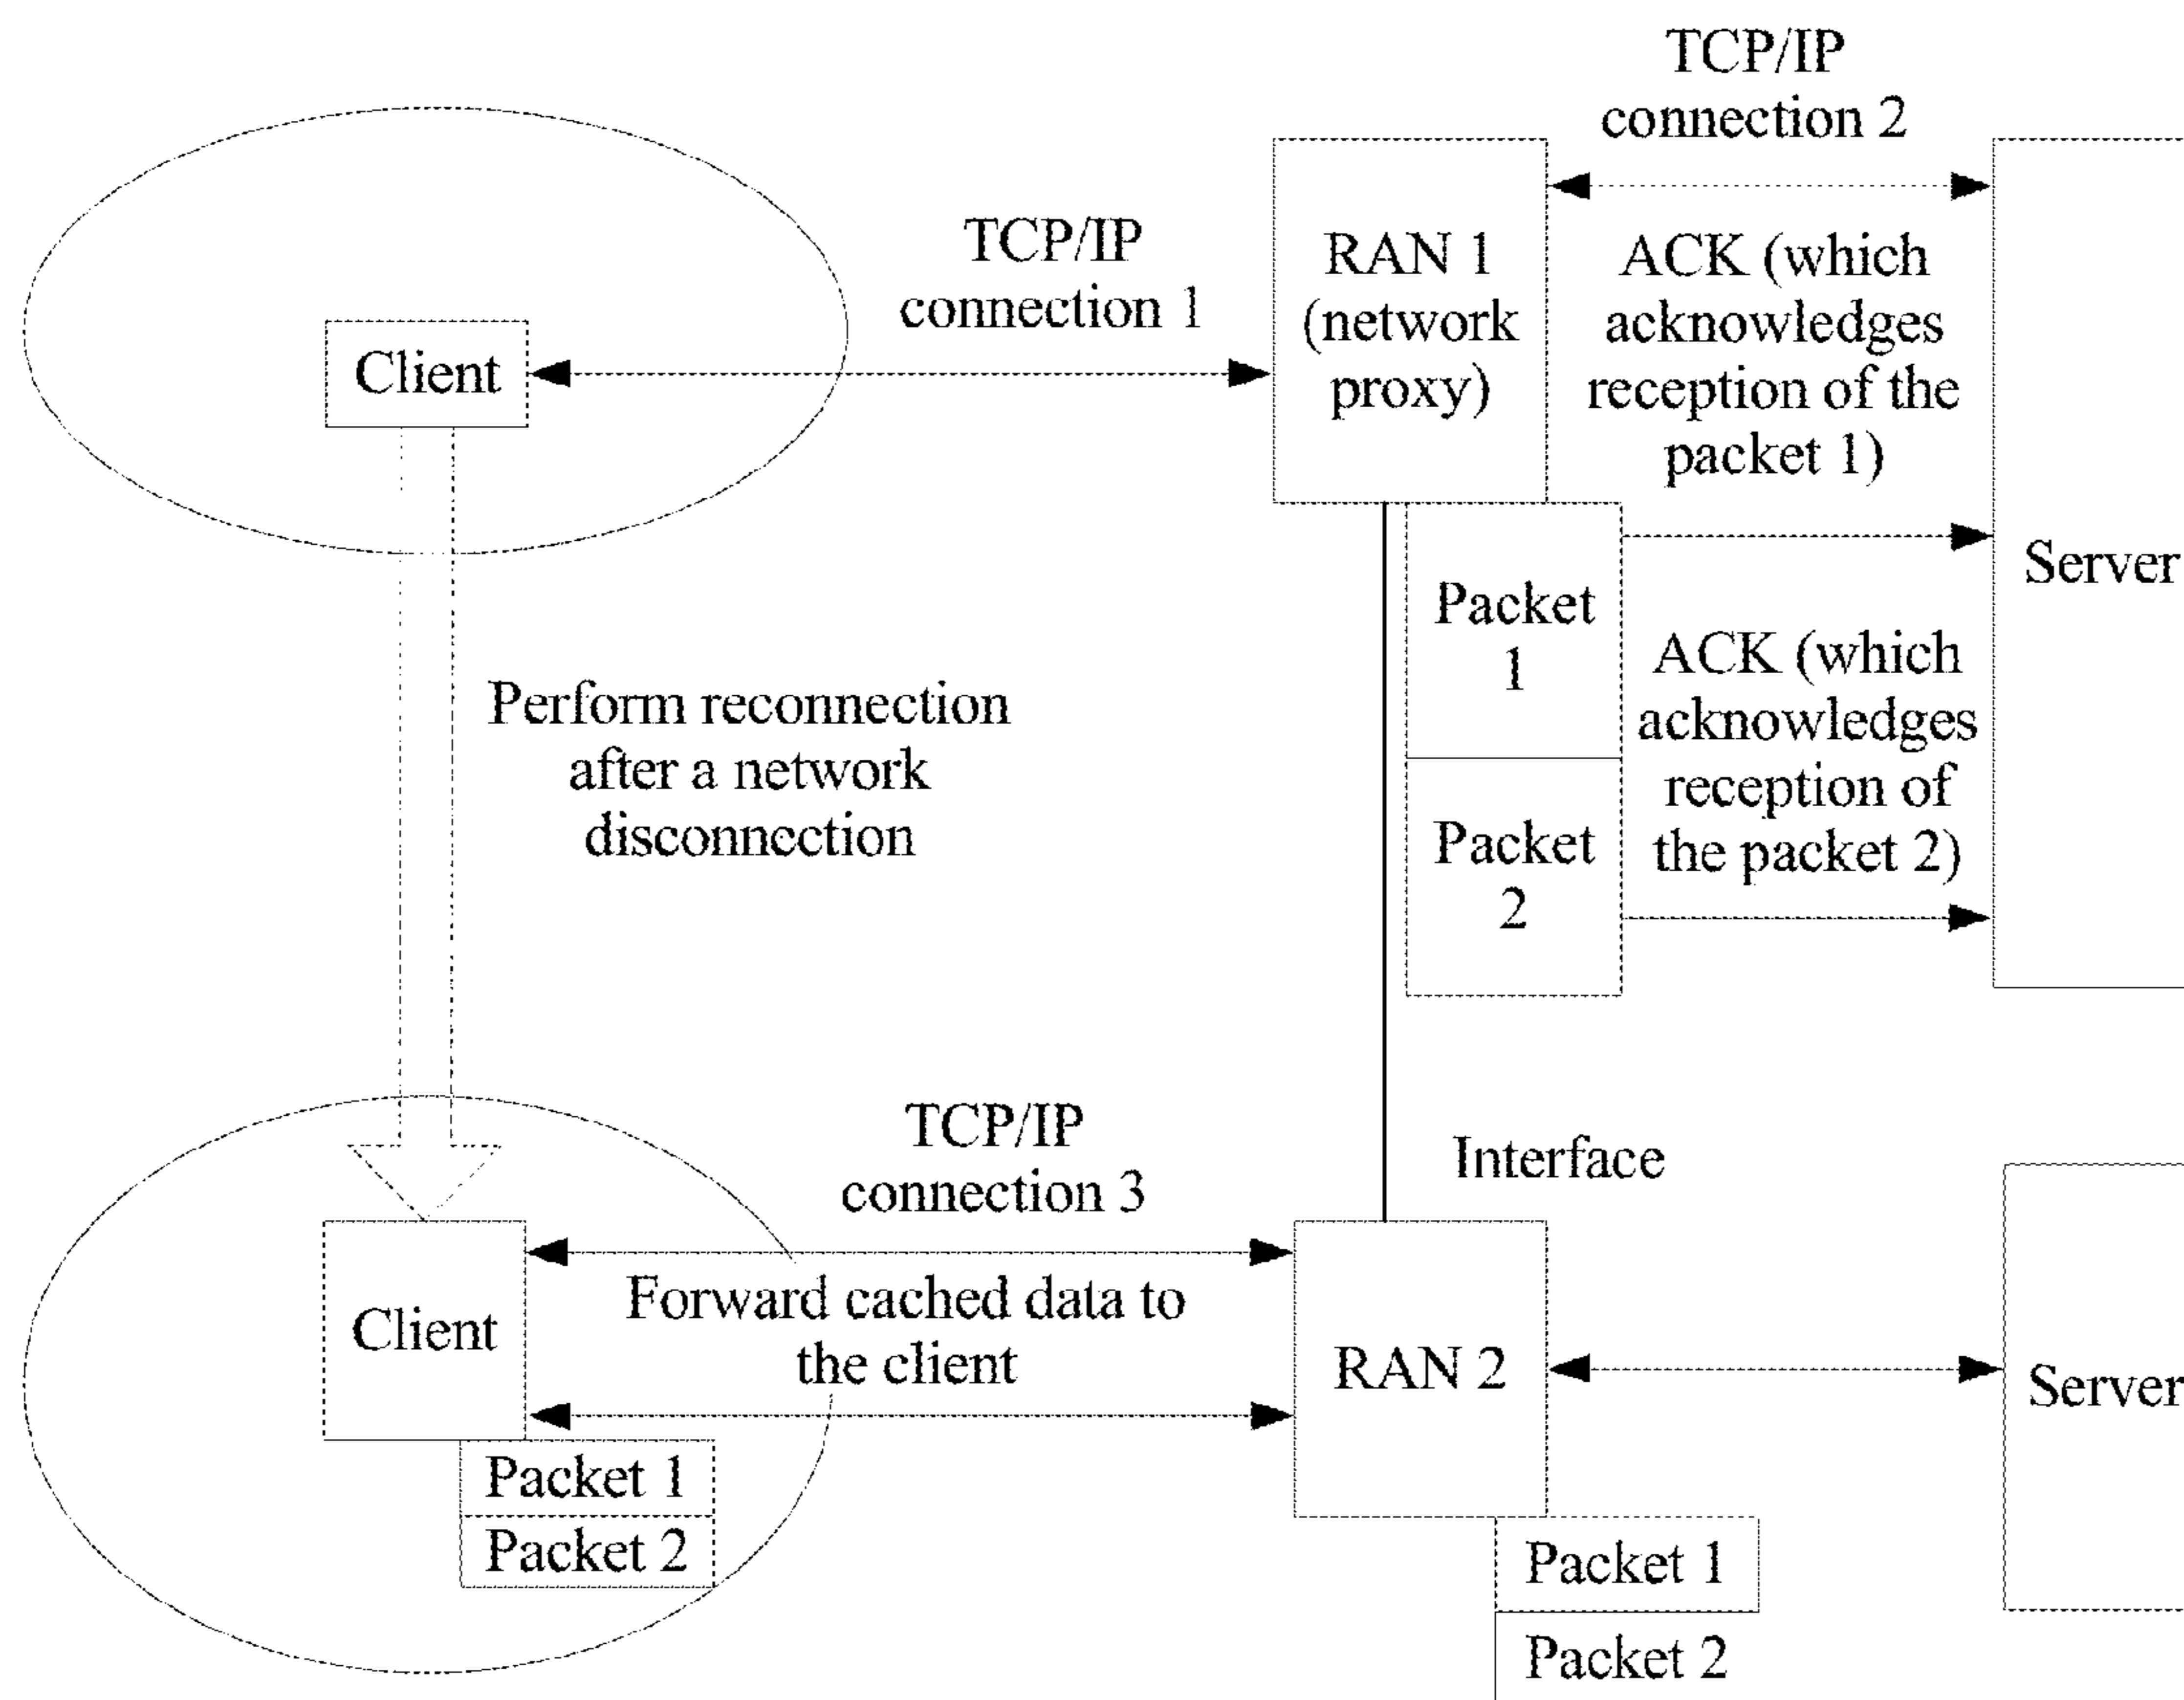 TCP/IP
connection 2
TCP/IP
connection 1
RAN 1
(network
proxy)
ACK (which
acknowledges
reception of the
packet 1)
Client
Server
Packet
1
ACK (which
acknowledges
reception of
the packet 2)
Perform reconnection
after a network
disconnection
Packet
2
TCP/IP
connection 3
Interface
Client
Forward cached data to
the client
RAN 2
Server
Packet 1
Packet 2
Packet 1
Packet 2